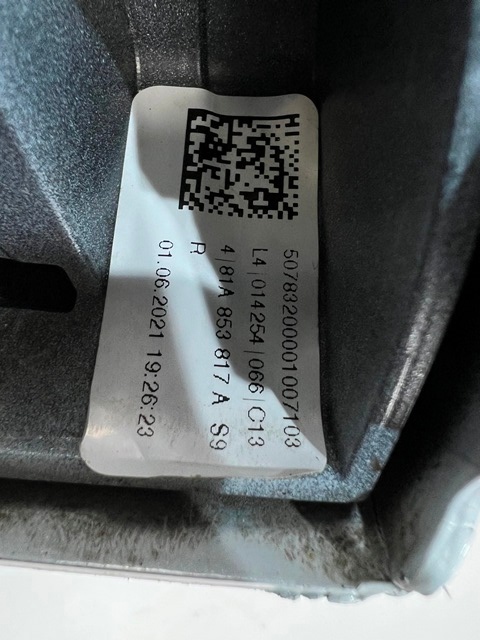 50783200001007103
L4|014254|066|C13
4|81A 853 817 A S9
R
01.06.2021 19:26:23